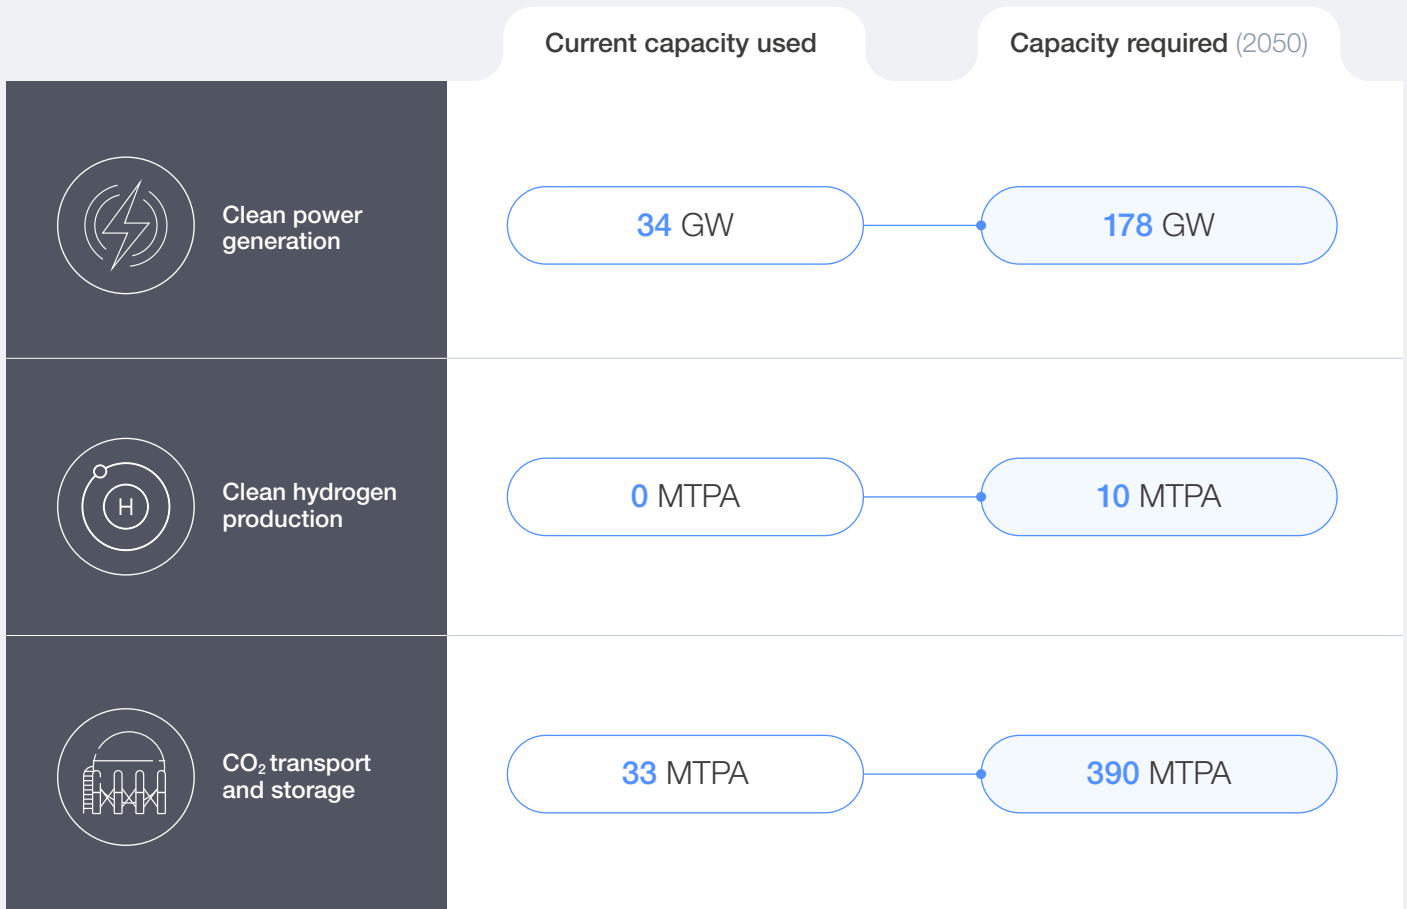 Current capacity used
Capacity required (2050)
Clean power
generation
34 GW
178 GW
H
Clean hydrogen
production
0 MTPA
10 MTPA
CO₂ transport
and storage
33 MTPA
390 MTPA